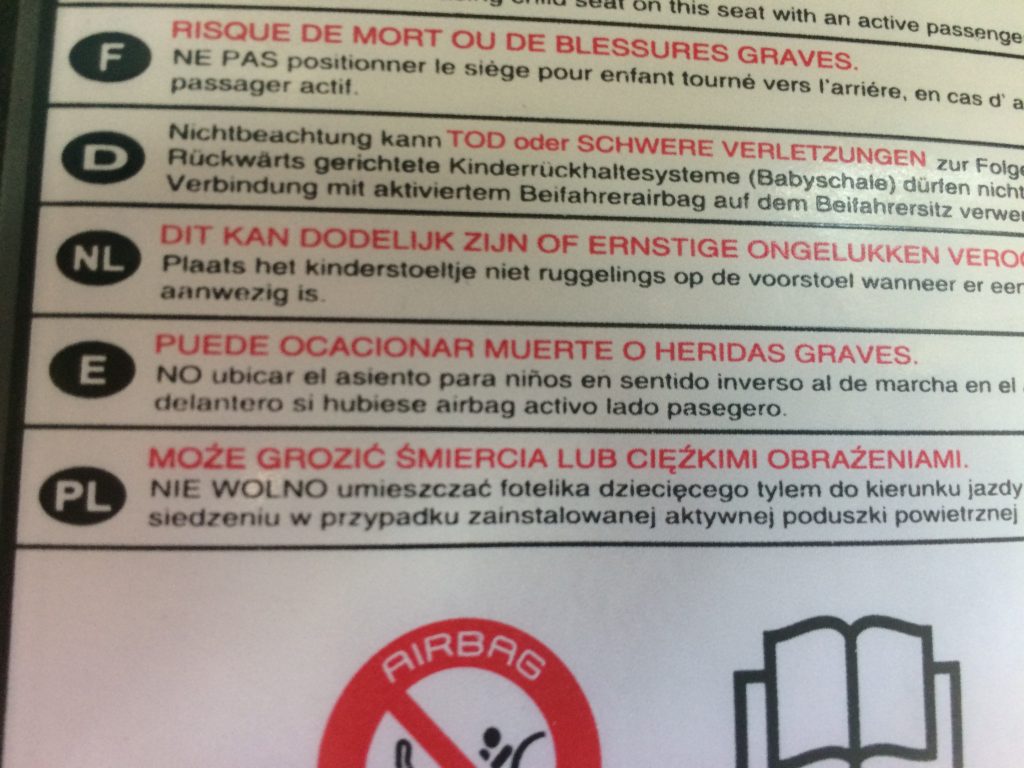 child seat on this seat with an active
F
RISQUE DE MORT OU DE BLESSURES GRAVES.
NE PAS positionner le siège pour enfant tourné vers l'arriére, en cas d'
passager actif.
D
Nichtbeachtung kann TOD oder SCHWERE VERLETZUNGEN zur Folge
Rückwärts gerichtete Kinderrückhaltesysteme (Babyschale) dürfen nicht
Verbindung mit aktiviertem Beifahrerairbag auf dem Beifahrersitz
NL
DIT KAN DODELIJK ZIJN OF ERNSTIGE ONGELUKKEN
Plaats het kinderstoeltje niet ruggelings op de voorstoel wanneer er een
aanwezig is.
E
PUEDE OCACIONAR MUERTE O HERIDAS GRAVES.
NO ubicar el asiento para niños en sentido inverso al de marcha en el
delantero si hubiese airbag activo lado pasegero.
PL
MOŻE GROZIĆ ŚMIERCIA LUB CIĘŹKIMI OBRAŹENIAMI.
NIE WOLNO umieszczać fotelika dziecięcego tylem do kierunku jazdy
siedzeniu w przypadku zainstalowanej aktywnej poduszki powietrznej
AIRBAG